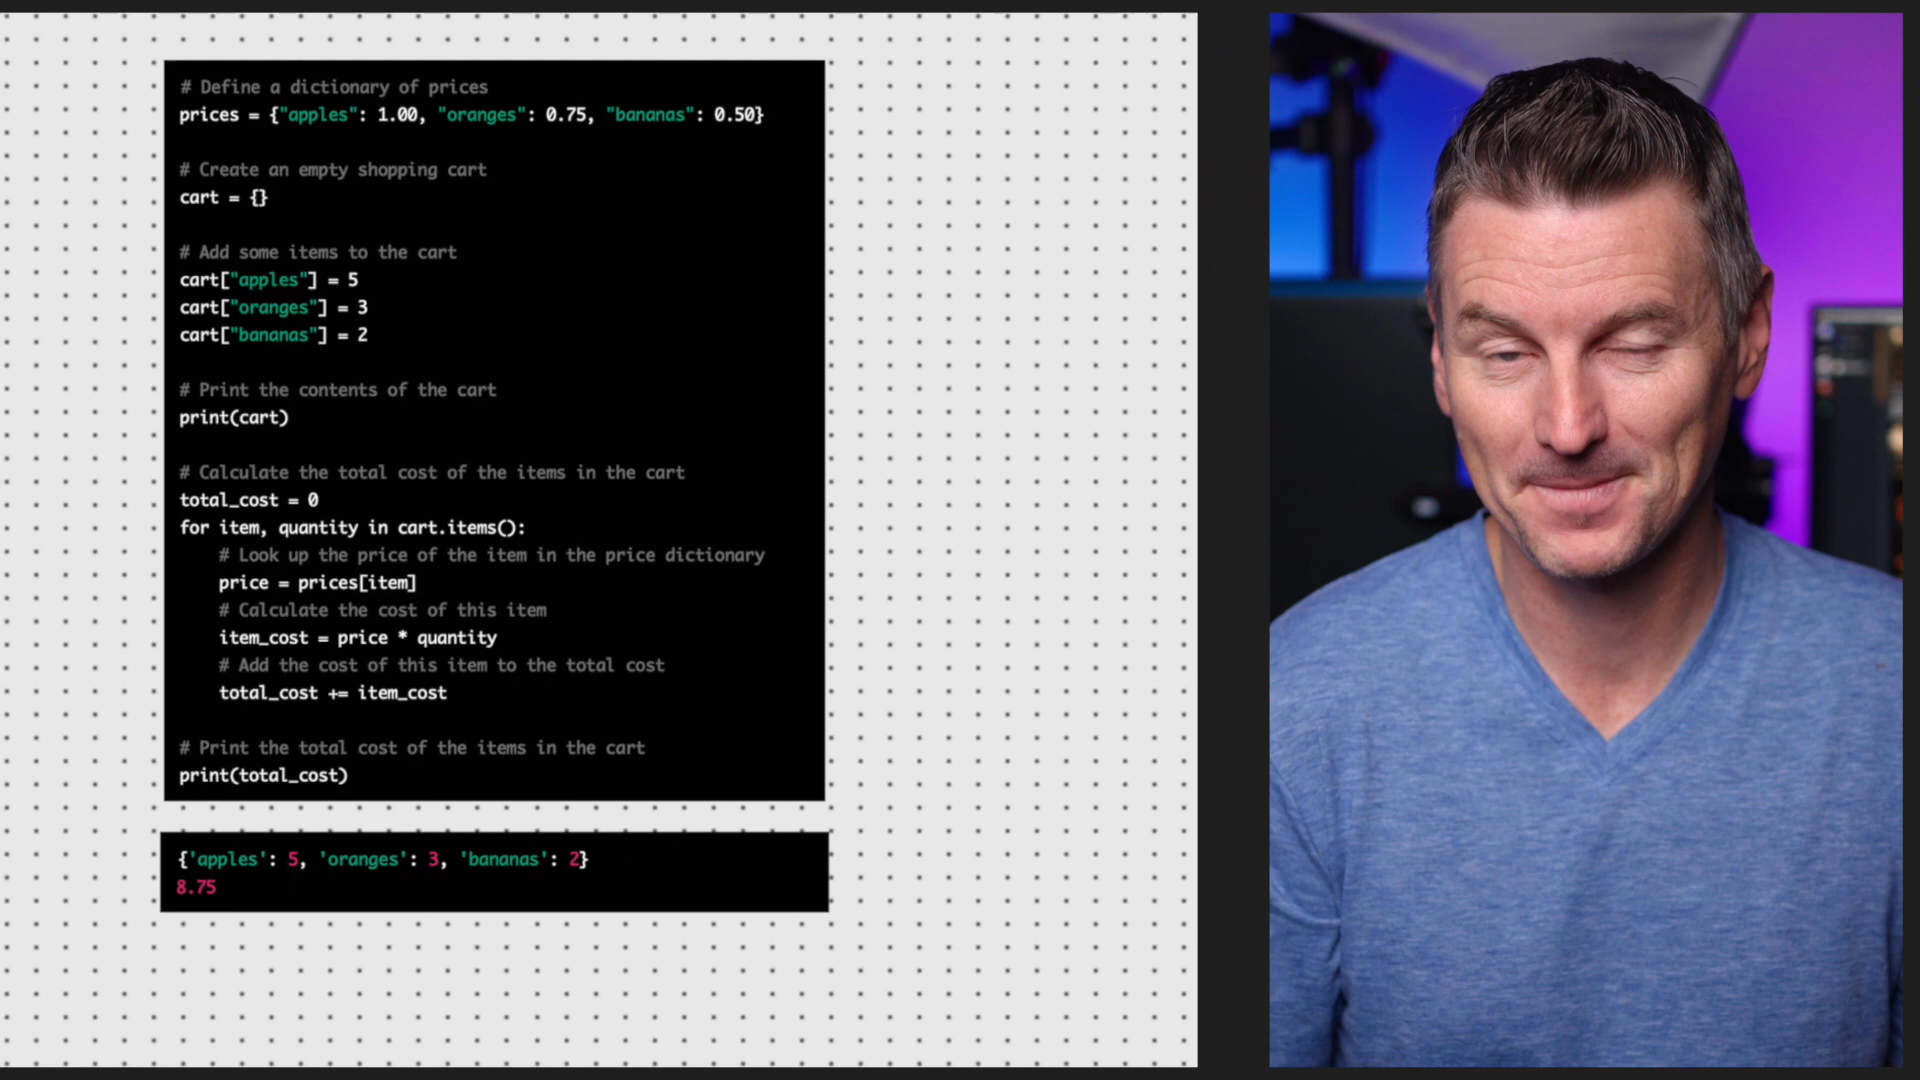 # Define a dictionary of prices
prices = {"apples": 1.00, "oranges": 0.75, "bananas": 0.50}
# Create an empty shopping cart
cart = {}
# Add some items to the cart
cart["apples"] = 5
cart["oranges"] = 3
cart["bananas"] = 2
# Print the contents of the cart
print(cart)
# Calculate the total cost of the items in the cart
total_cost = 0
for item, quantity in cart.items():
    # Look up the price of the item in the price dictionary
    price = prices[item]
    # Calculate the cost of this item
    item_cost = price * quantity
    # Add the cost of this item to the total cost
    total_cost += item_cost
# Print the total cost of the items in the cart
print(total_cost)
{'apples': 5, 'oranges': 3, 'bananas': 2}
8.75